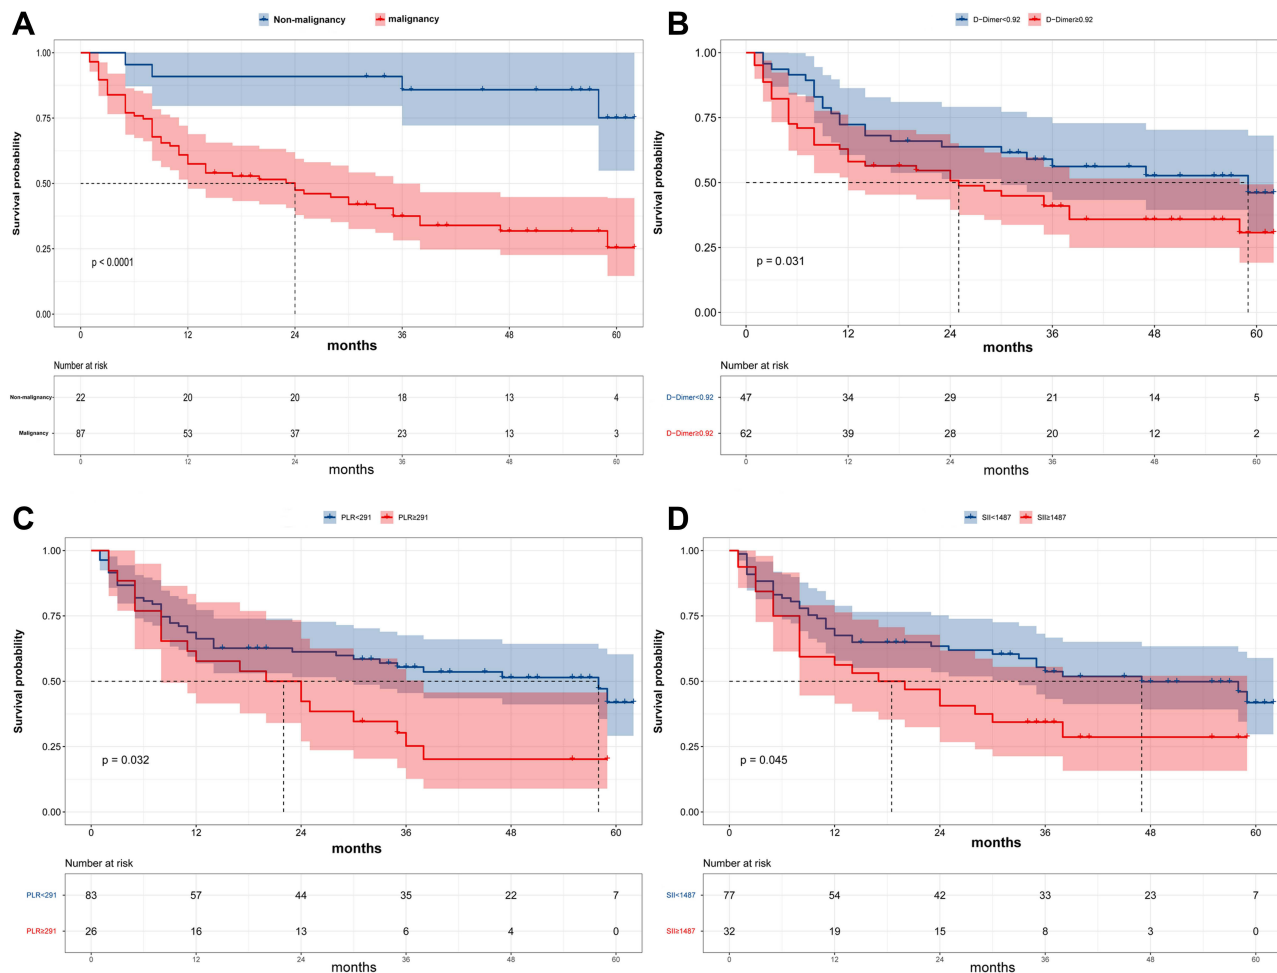 A
Non-malignancy malignancy
Survival probability
1.00
0.75
0.50
0.25
0.00
p < 0.0001
0 12 24 36 48 60
months
Number at risk
Non-malignancy 22 20 20 18 13 4
Malignancy 87 53 37 23 13 3
0 12 24 36 48 60
months
B
D-Dimer<0.92 D-Dimer≥0.92
Survival probability
1.00
0.75
0.50
0.25
0.00
p = 0.031
0 12 24 36 48 60
months
Number at risk
D-Dimer<0.92 47 34 29 21 14 5
D-Dimer≥0.92 62 39 28 20 12 2
0 12 24 36 48 60
months
C
PLR<291 PLR≥291
Survival probability
1.00
0.75
0.50
0.25
0.00
p = 0.032
0 12 24 36 48 60
months
Number at risk
PLR<291 83 57 44 35 22 7
PLR≥291 26 16 13 6 4 0
0 12 24 36 48 60
months
D
SII<1487 SII≥1487
Survival probability
1.00
0.75
0.50
0.25
0.00
p = 0.045
0 12 24 36 48 60
months
Number at risk
SII<1487 77 54 42 33 23 7
SII≥1487 32 19 15 8 3 0
0 12 24 36 48 60
months